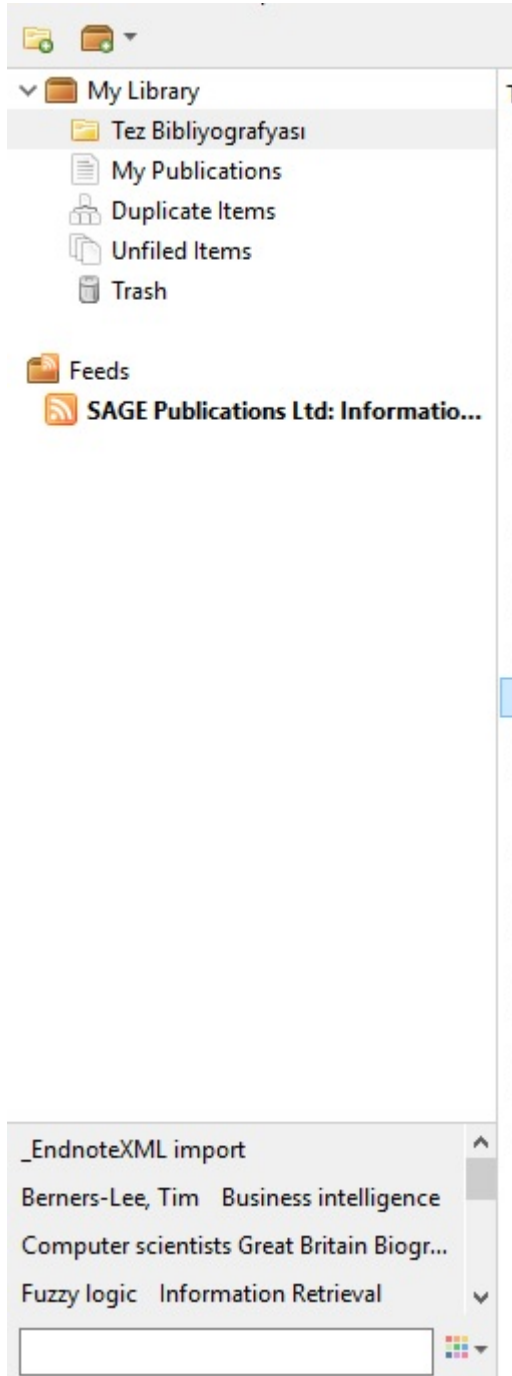 My Library
Tez Bibliyografyası
My Publications
Duplicate Items
Unfiled Items
Trash
Feeds
SAGE Publications Ltd: Informatio...
_EndnoteXML import
Berners-Lee, Tim Business intelligence
Computer scientists Great Britain Biogr...
Fuzzy logic Information Retrieval